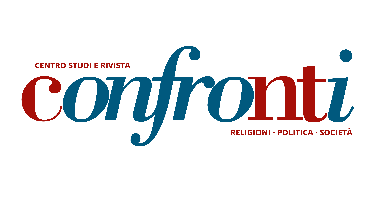 CENTRO STUDI E RIVISTA
confronti
RELIGIONI · POLITICA · SOCIETÀ